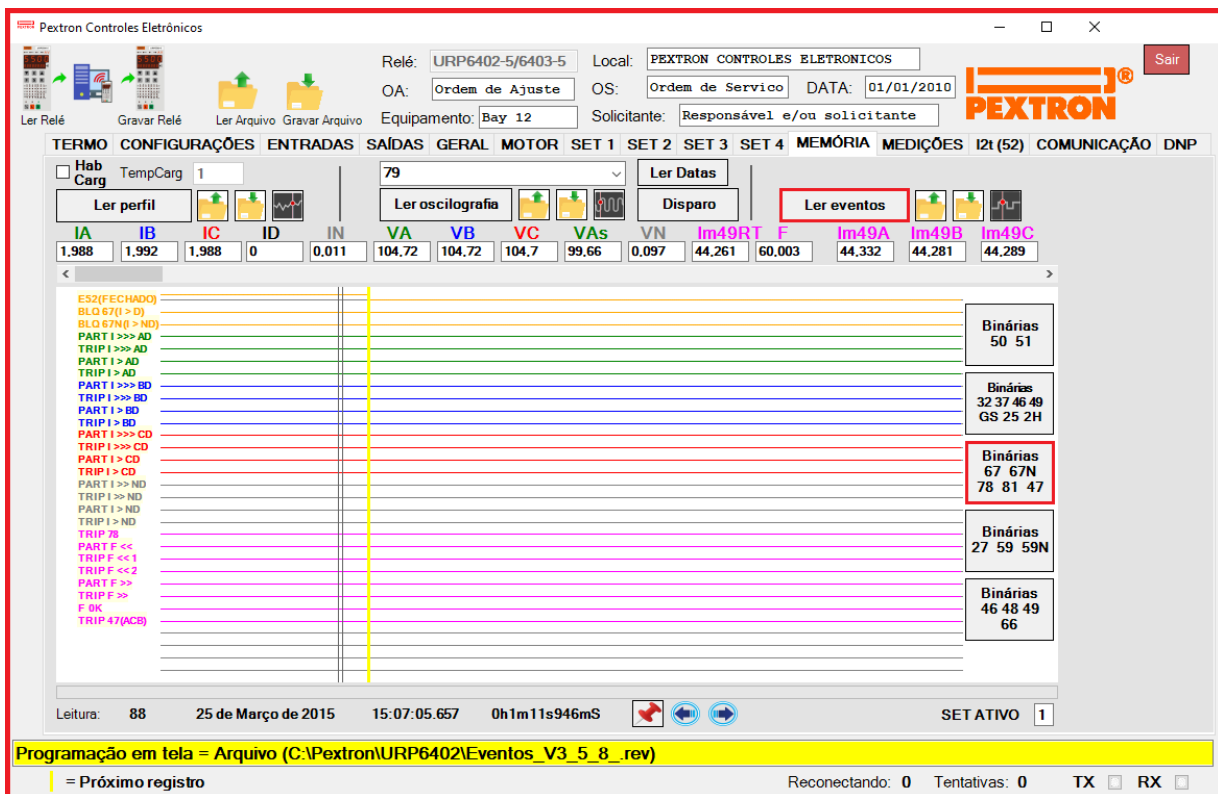 Pextron Controles Eletrônicos
Relé: URP6402-5/6403-5 Local: PEXTRON CONTROLES ELETRONICOS
Sair
OA: Ordem de Ajuste OS: Ordem de Servico DATA: 01/01/2010
Equipamento: Bay 12 Solicitante: Responsável e/ou solicitante
PEXTRON®
Ler Relé Gravar Relé Ler Arquivo Gravar Arquivo
TERMO CONFIGURAÇÕES ENTRADAS SAÍDAS GERAL MOTOR SET 1 SET 2 SET 3 SET 4 MEMÓRIA MEDIÇÕES I2t (52) COMUNICAÇÃO DNP
Hab Carg TempCarg 1 79 Ler Datas
Ler perfil Ler oscilografia Disparo Ler eventos
IA IB IC ID IN VA VB VC VAs VN Im49RT F Im49A Im49B Im49C
1,988 1,992 1,988 0 0,011 104,72 104,72 104,7 99,66 0,097 44,261 60,003 44,332 44,281 44,289
E52(FECHADO)
BLQ 67(I > D)
BLQ 67N(I > ND)
PART I >>> AD
TRIP I >>> AD
PART I > AD
TRIP I > AD
PART I >>> BD
TRIP I >>> BD
PART I > BD
TRIP I > BD
PART I >>> CD
TRIP I >>> CD
PART I > CD
TRIP I > CD
PART I >> ND
TRIP I >> ND
PART I > ND
TRIP I > ND
TRIP 78
PART F <<
TRIP F << 1
TRIP F << 2
PART F >>
TRIP F >>
F 0K
TRIP 47(ACB)
Binárias
50 51
Binárias
32 37 46 49
GS 25 2H
Binárias
67 67N
78 81 47
Binárias
27 59 59N
Binárias
46 48 49
66
Leitura: 88 25 de Março de 2015 15:07:05.657 0h1m11s946mS SET ATIVO 1
Programação em tela = Arquivo (C:\Pextron\URP6402\Eventos_V3_5_8_.rev)
= Próximo registro Reconectando: 0 Tentativas: 0 TX RX